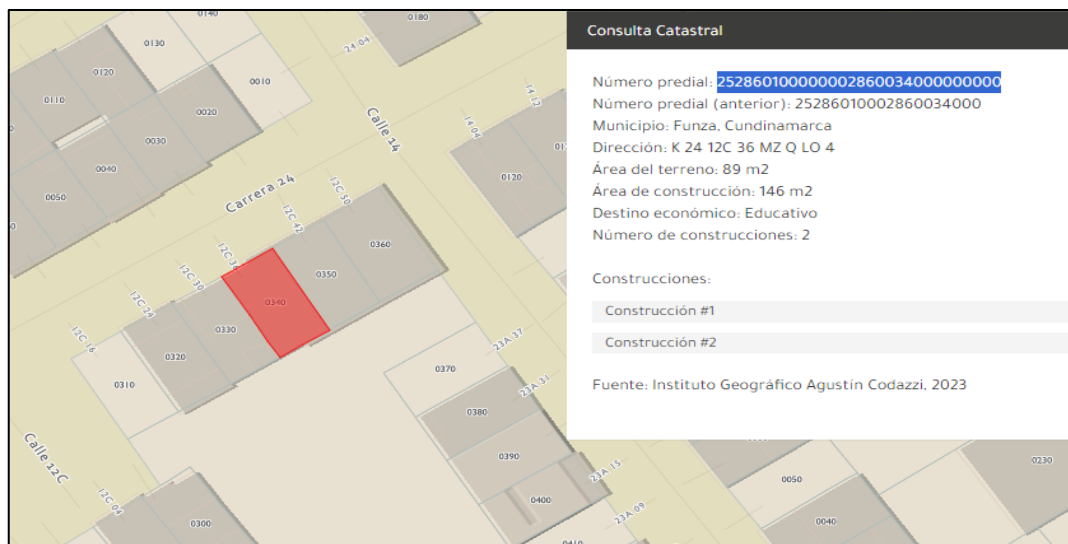 Consulta Catastral
Número predial: 252860100000002860034000000000
Número predial (anterior): 25286010002860034000
Municipio: Funza, Cundinamarca
Dirección: K 24 12C 36 MZ Q LO 4
Área del terreno: 89 m2
Área de construcción: 146 m2
Destino económico: Educativo
Número de construcciones: 2
Construcciones:
Construcción #1
Construcción #2
Fuente: Instituto Geográfico Agustín Codazzi, 2023
0140
0180
0130
24-04
0120
0010
0110
0020
14-12
Calle 14
14-04
0030
0040
0120
0050
Carrera 24
12C-50
12C-42
0360
12C-36
0350
12C-30
0340
12C-24
0330
12C-16
0320
23A-37
0310
0370
23A-31
0380
Calle 12C
0390
23A-15
0230
0050
12C-04
0400
0300
23A-09
0040
0410